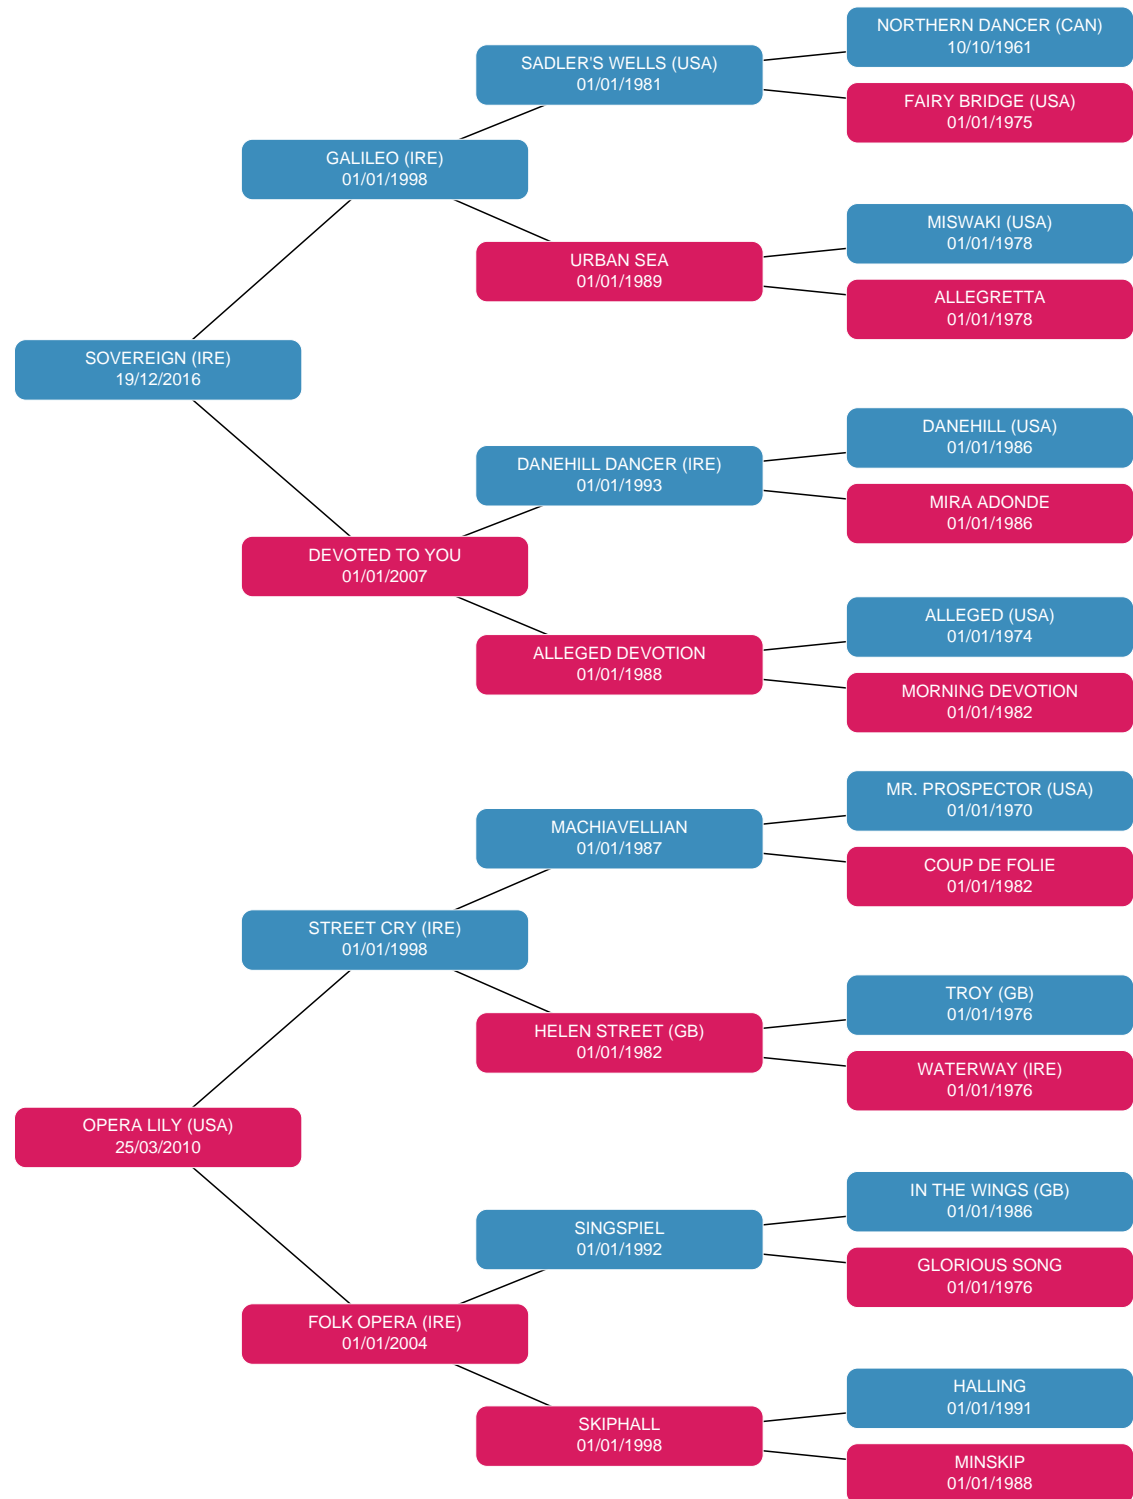 NORTHERN DANCER (CAN)
10/10/1961
SADLER'S WELLS (USA)
01/01/1981
FAIRY BRIDGE (USA)
01/01/1975
GALILEO (IRE)
01/01/1998
MISWAKI (USA)
01/01/1978
URBAN SEA
01/01/1989
ALLEGRETTA
01/01/1978
SOVEREIGN (IRE)
19/12/2016
DANEHILL (USA)
01/01/1986
DANEHILL DANCER (IRE)
01/01/1993
MIRA ADONDE
01/01/1986
DEVOTED TO YOU
01/01/2007
ALLEGED (USA)
01/01/1974
ALLEGED DEVOTION
01/01/1988
MORNING DEVOTION
01/01/1982
MR. PROSPECTOR (USA)
01/01/1970
MACHIAVELLIAN
01/01/1987
COUP DE FOLIE
01/01/1982
STREET CRY (IRE)
01/01/1998
TROY (GB)
01/01/1976
HELEN STREET (GB)
01/01/1982
WATERWAY (IRE)
01/01/1976
OPERA LILY (USA)
25/03/2010
IN THE WINGS (GB)
01/01/1986
SINGSPIEL
01/01/1992
GLORIOUS SONG
01/01/1976
FOLK OPERA (IRE)
01/01/2004
HALLING
01/01/1991
SKIPHALL
01/01/1998
MINSKIP
01/01/1988